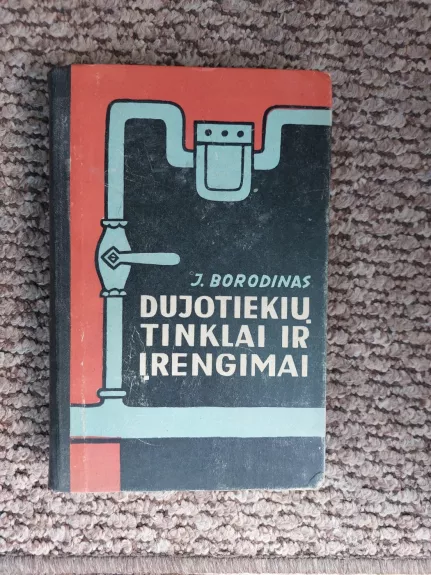 J. BORODINAS
DUJOTIEKIŲ
TINKLAI IR
ĮRENGIMAI